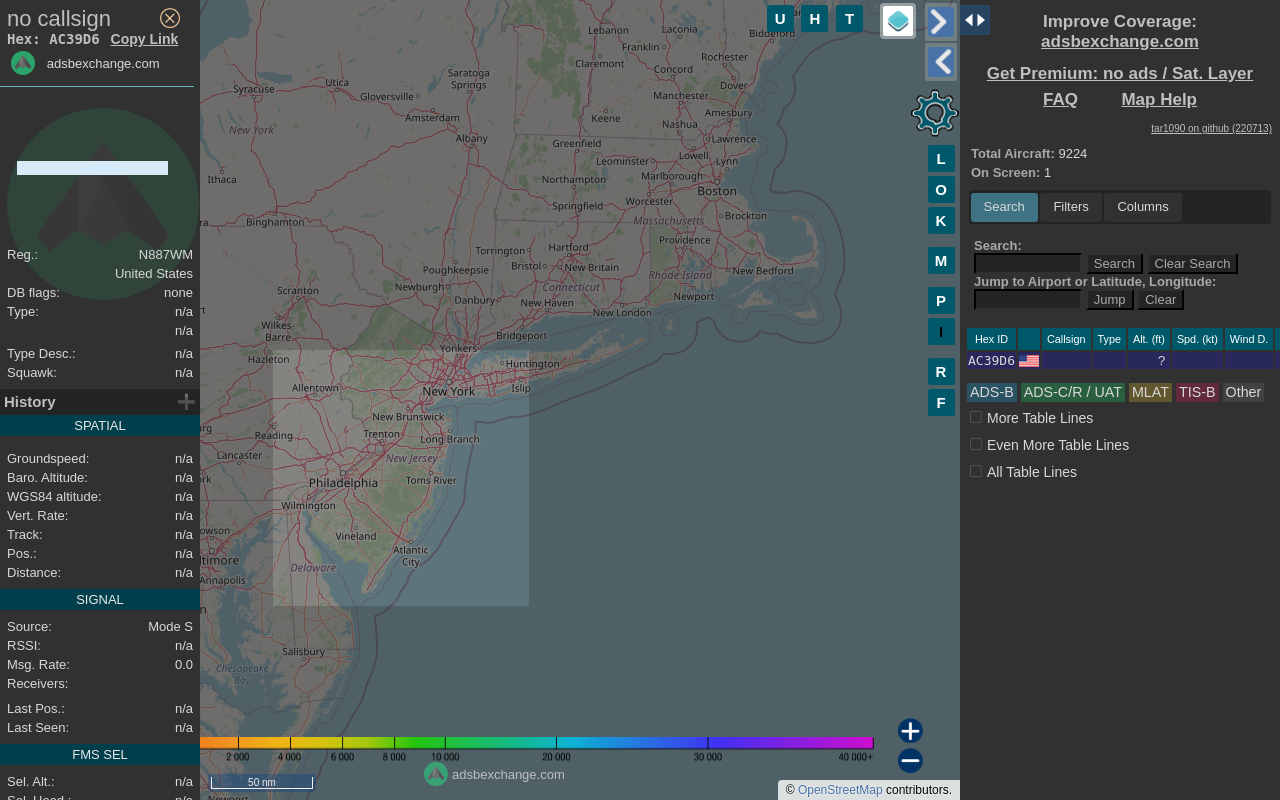 no callsign
Hex: AC39D6 Copy Link
adsbexchange.com
Reg.: N887WM
United States
DB flags: none
Type: n/a
n/a
Type Desc.: n/a
Squawk: n/a
History
SPATIAL
Groundspeed: n/a
Baro. Altitude: n/a
WGS84 altitude: n/a
Vert. Rate: n/a
Track: n/a
Pos.: n/a
Distance: n/a
SIGNAL
Source: Mode S
RSSI: n/a
Msg. Rate: 0.0
Receivers:
Last Pos.: n/a
Last Seen: n/a
FMS SEL
Sel. Alt.: n/a
Sel. Head.: n/a
U H T
L
O
K
M
P
I
R
F
Lebanon
Laconia
Biddeford
Franklin
Claremont
Rochester
Concord
Utica
Saratoga
Springs
Dover
Syracuse
Gloversville
Manchester
Amesbury
Amsterdam
Keene
Nashua
New York
Albany
Greenfield
Lawrence
Leominster
Lowell
Lynn
Ithaca
Northampton
Marlborough
Boston
Worcester
Springfield
Brockton
Binghamton
Massachusetts
Torrington
Hartford
Providence
Poughkeepsie
Bristol
New Britain
New Bedford
Rhode Island
Scranton
Newburgh
Connecticut
Danbury
New Haven
Newport
New London
Wilkes-
Barre
Bridgeport
Hazleton
Yonkers
Huntington
Allentown
New York
Islip
New Brunswick
Reading
Trenton
Long Branch
Lancaster
New Jersey
Philadelphia
Toms River
Wilmington
Vineland
Atlantic
City
Delaware
Annapolis
Salisbury
Chesapeake
Bay
Newport
2 000 4 000 6 000 8 000 10 000 20 000 30 000 40 000+
50 nm
adsbexchange.com
© OpenStreetMap contributors.
Improve Coverage:
adsbexchange.com
Get Premium: no ads / Sat. Layer
FAQ Map Help
tar1090 on github (220713)
Total Aircraft: 9224
On Screen: 1
Search Filters Columns
Search:
Search Clear Search
Jump to Airport or Latitude, Longitude:
Jump Clear
Hex ID Callsign Type Alt. (ft) Spd. (kt) Wind D.
AC39D6 ?
ADS-B ADS-C/R / UAT MLAT TIS-B Other
More Table Lines
Even More Table Lines
All Table Lines